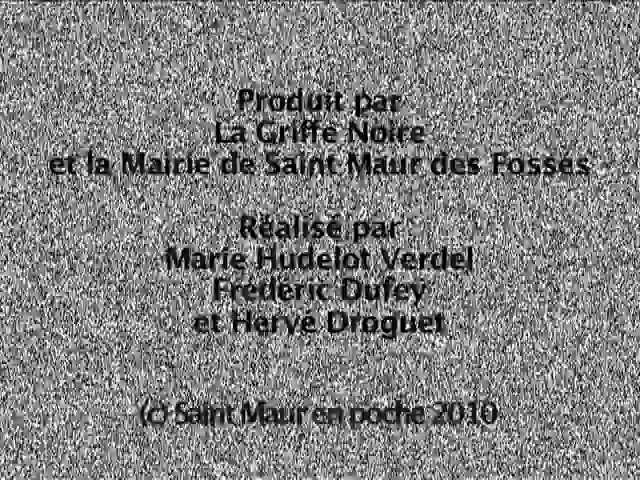 Produit par
La Griffe Noire
et la Mairie de Saint Maur des Fossés
Réalisé par
Marie Hudelot Verdel
Fréderic Dufey
et Hervé Droguet
(c) Saint Maur en poche 2010